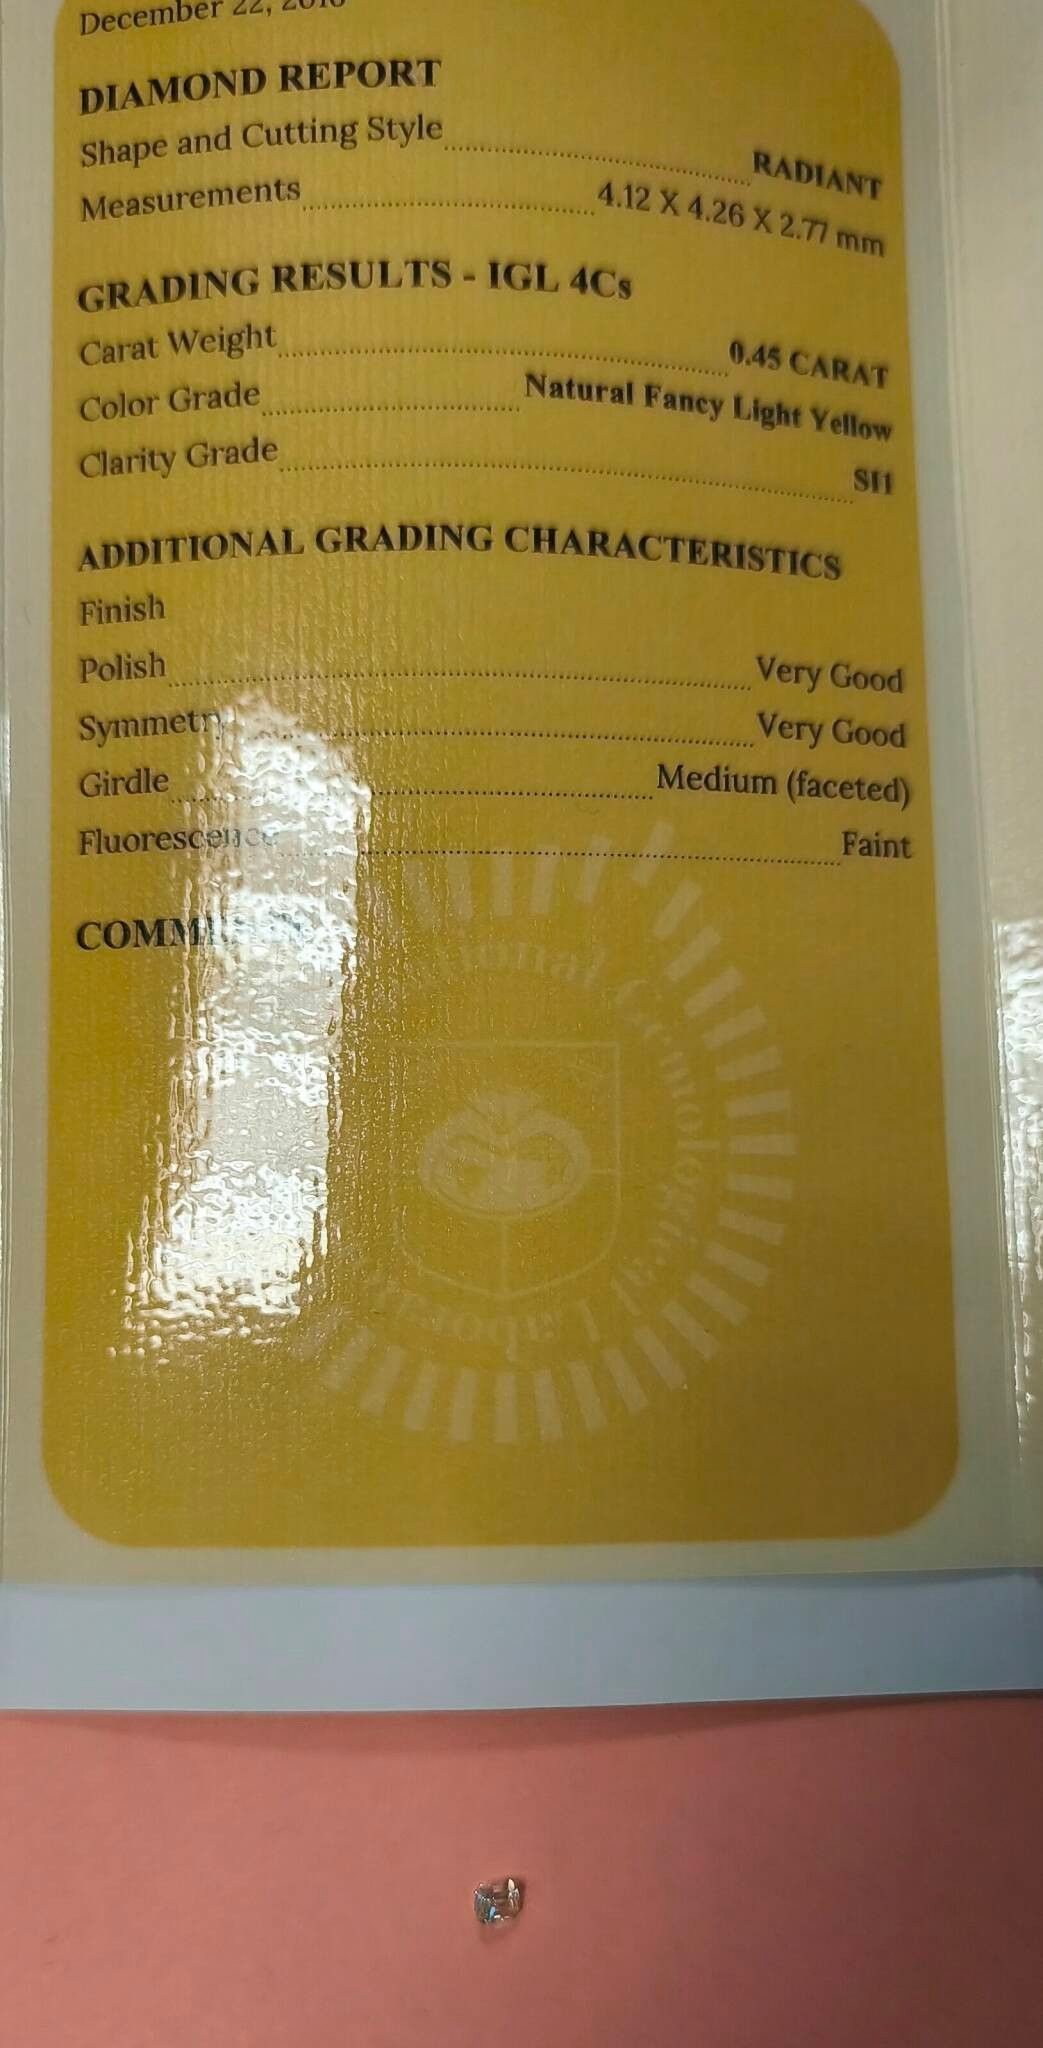 December 22,
DIAMOND REPORT
Shape and Cutting Style RADIANT
Measurements 4.12 X 4.26 X 2.77 mm
GRADING RESULTS - IGL 4Cs
Carat Weight 0.45 CARAT
Color Grade Natural Fancy Light Yellow
Clarity Grade SI1
ADDITIONAL GRADING CHARACTERISTICS
Finish
Polish Very Good
Symmetry Very Good
Girdle Medium (faceted)
Fluorescence Faint